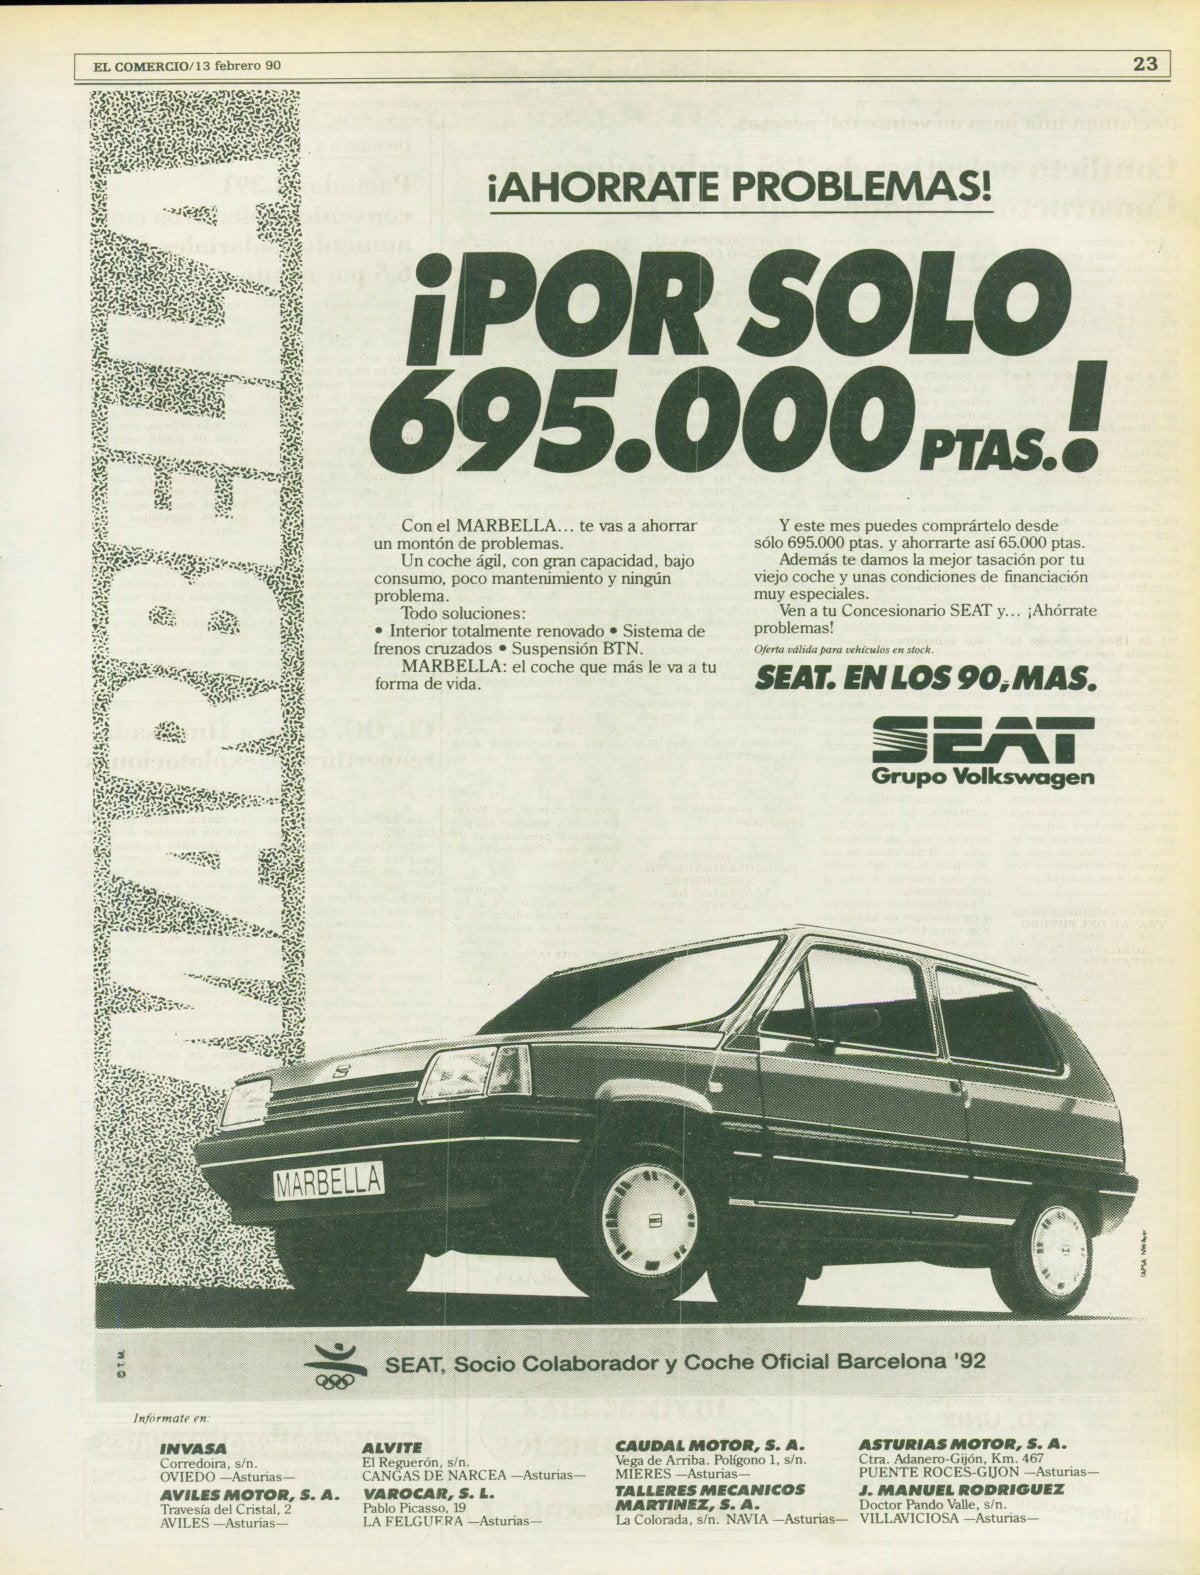 EL COMERCIO/13 febrero 90
23
MARBELLA
¡AHORRATE PROBLEMAS!
¡POR SOLO
695.000 PTAS.!
Con el MARBELLA... te vas a ahorrar
un montón de problemas.
Un coche ágil, con gran capacidad, bajo
consumo, poco mantenimiento y ningún
problema.
Todo soluciones:
• Interior totalmente renovado • Sistema de
frenos cruzados • Suspensión BTN.
MARBELLA: el coche que más le va a tu
forma de vida.
Y este mes puedes comprártelo desde
sólo 695.000 ptas. y ahorrarte así 65.000 ptas.
Además te damos la mejor tasación por tu
viejo coche y unas condiciones de financiación
muy especiales.
Ven a tu Concesionario SEAT y... ¡Ahórrate
problemas!
Oferta válida para vehículos en stock.
SEAT. EN LOS 90, MAS.
SEAT
Grupo Volkswagen
MARBELLA
TAPSA NW Ayer
© T. M.
SEAT, Socio Colaborador y Coche Oficial Barcelona '92
Infórmate en:
INVASA
Corredoira, s/n.
OVIEDO —Asturias—
AVILES MOTOR, S. A.
Travesía del Cristal, 2
AVILES —Asturias—
ALVITE
El Reguerón, s/n.
CANGAS DE NARCEA —Asturias—
VAROCAR, S. L.
Pablo Picasso, 19
LA FELGUERA —Asturias—
CAUDAL MOTOR, S. A.
Vega de Arriba. Polígono 1, s/n.
MIERES —Asturias—
TALLERES MECANICOS
MARTINEZ, S. A.
La Colorada, s/n. NAVIA —Asturias—
ASTURIAS MOTOR, S. A.
Ctra. Adanero-Gijón, Km. 467
PUENTE ROCES-GIJON —Asturias—
J. MANUEL RODRIGUEZ
Doctor Pando Valle, s/n.
VILLAVICIOSA —Asturias—